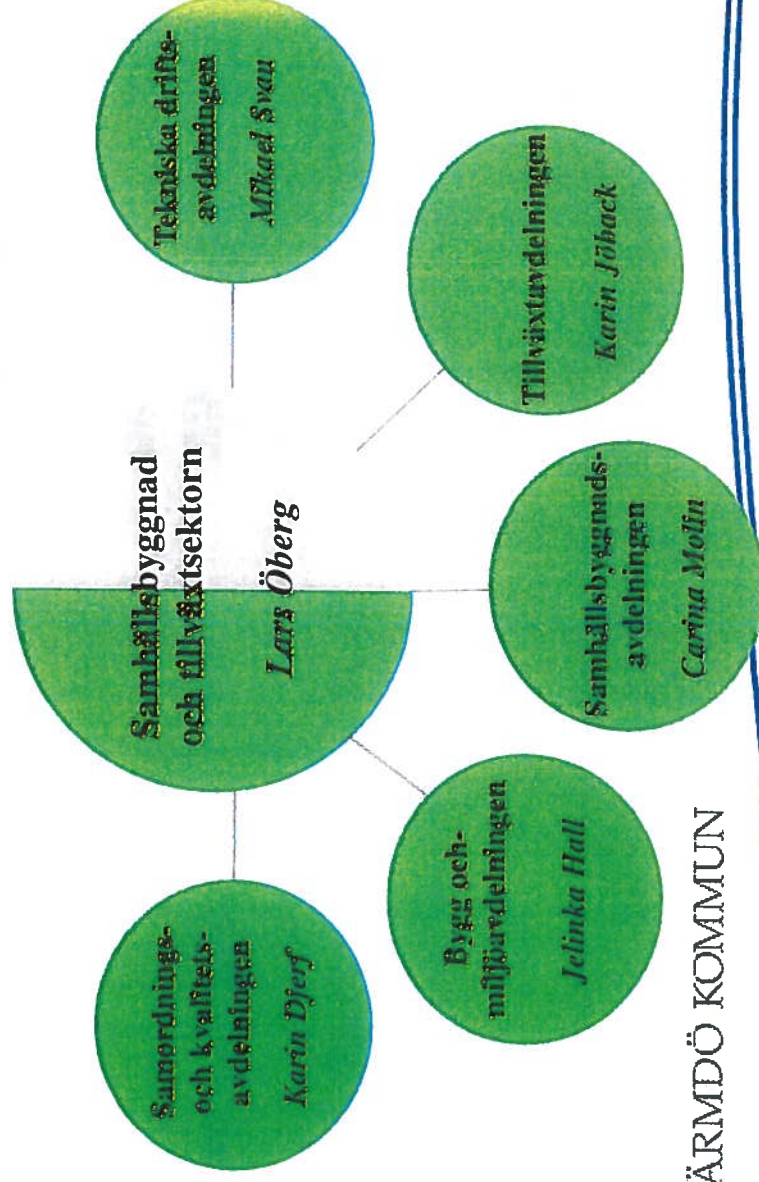 Samhällsbyggnad
och tillväxtsektorn
Lars Öberg
Samordnings-
och kvalitets-
avdelningen
Karin Djerf
Bygg och-
miljöavdelningen
Jelinka Hall
Samhällsbyggnads-
avdelningen
Carina Molin
Tillväxtavdelningen
Karin Jöback
Tekniska drifts-
avdelningen
Mikael Svan
ÄRMDÖ KOMMUN